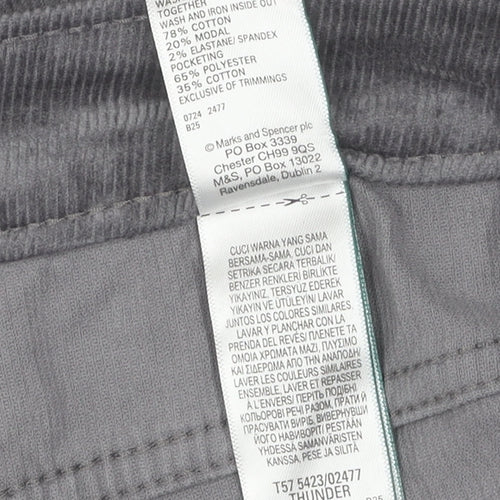 TOGETHER
WASH AND IRON INSIDE OUT
78% COTTON
20% MODAL
2% ELASTANE/ SPANDEX
POCKETING
65% POLYESTER
35% COTTON
EXCLUSIVE OF TRIMMINGS
0724 2477
B25
© Marks and Spencer plc
PO Box 3339
Chester CH99 9QS
M&S, PO Box 13022
Ravensdale, Dublin 2
CUCI WARNA YANG SAMA
BERSAMA-SAMA, CUCI DAN
SETRIKA SECARA TERBALIK/
BENZER RENKLERI BİRLİKTE
YIKAYINIZ, TERSYUZ EDEREK
YIKAYIN VE ÜTÜLEYİN/ LAVAR
JUNTOS LOS COLORES SIMILARES.
LAVAR Y PLANCHAR CON LA
PRENDA DEL REVÉS/ ΠΛΕΝΕΤΕ ΤΑ
ΟΜΟΙΑ ΧΡΩΜΑΤΑ ΜΑΖΙ, ΠΛΥΣΙΜΟ
ΚΑΙ ΣΙΔΕΡΩΜΑ ΑΠΟ ΤΗΝ ΑΝΑΠΟΔΗ/
LAVER LES COULEURS SIMILAIRES
ENSEMBLE, LAVER ET REPASSER
À L'ENVERS/ ПЕРІТЬ ПОДІБНІ
КОЛЬОРОВІ РЕЧІ РАЗОМ. ПРАТИ Й
ПРАСУВАТИ ВИРІБ, ВИВЕРНУВШИ
ЙОГО НАВИВОРІТ/ PESTÄÄN
YHDESSÄ SAMANVÄRISTEN
KANSSA, PESE JA SILITÄ
T57 5423/02477
THUNDER